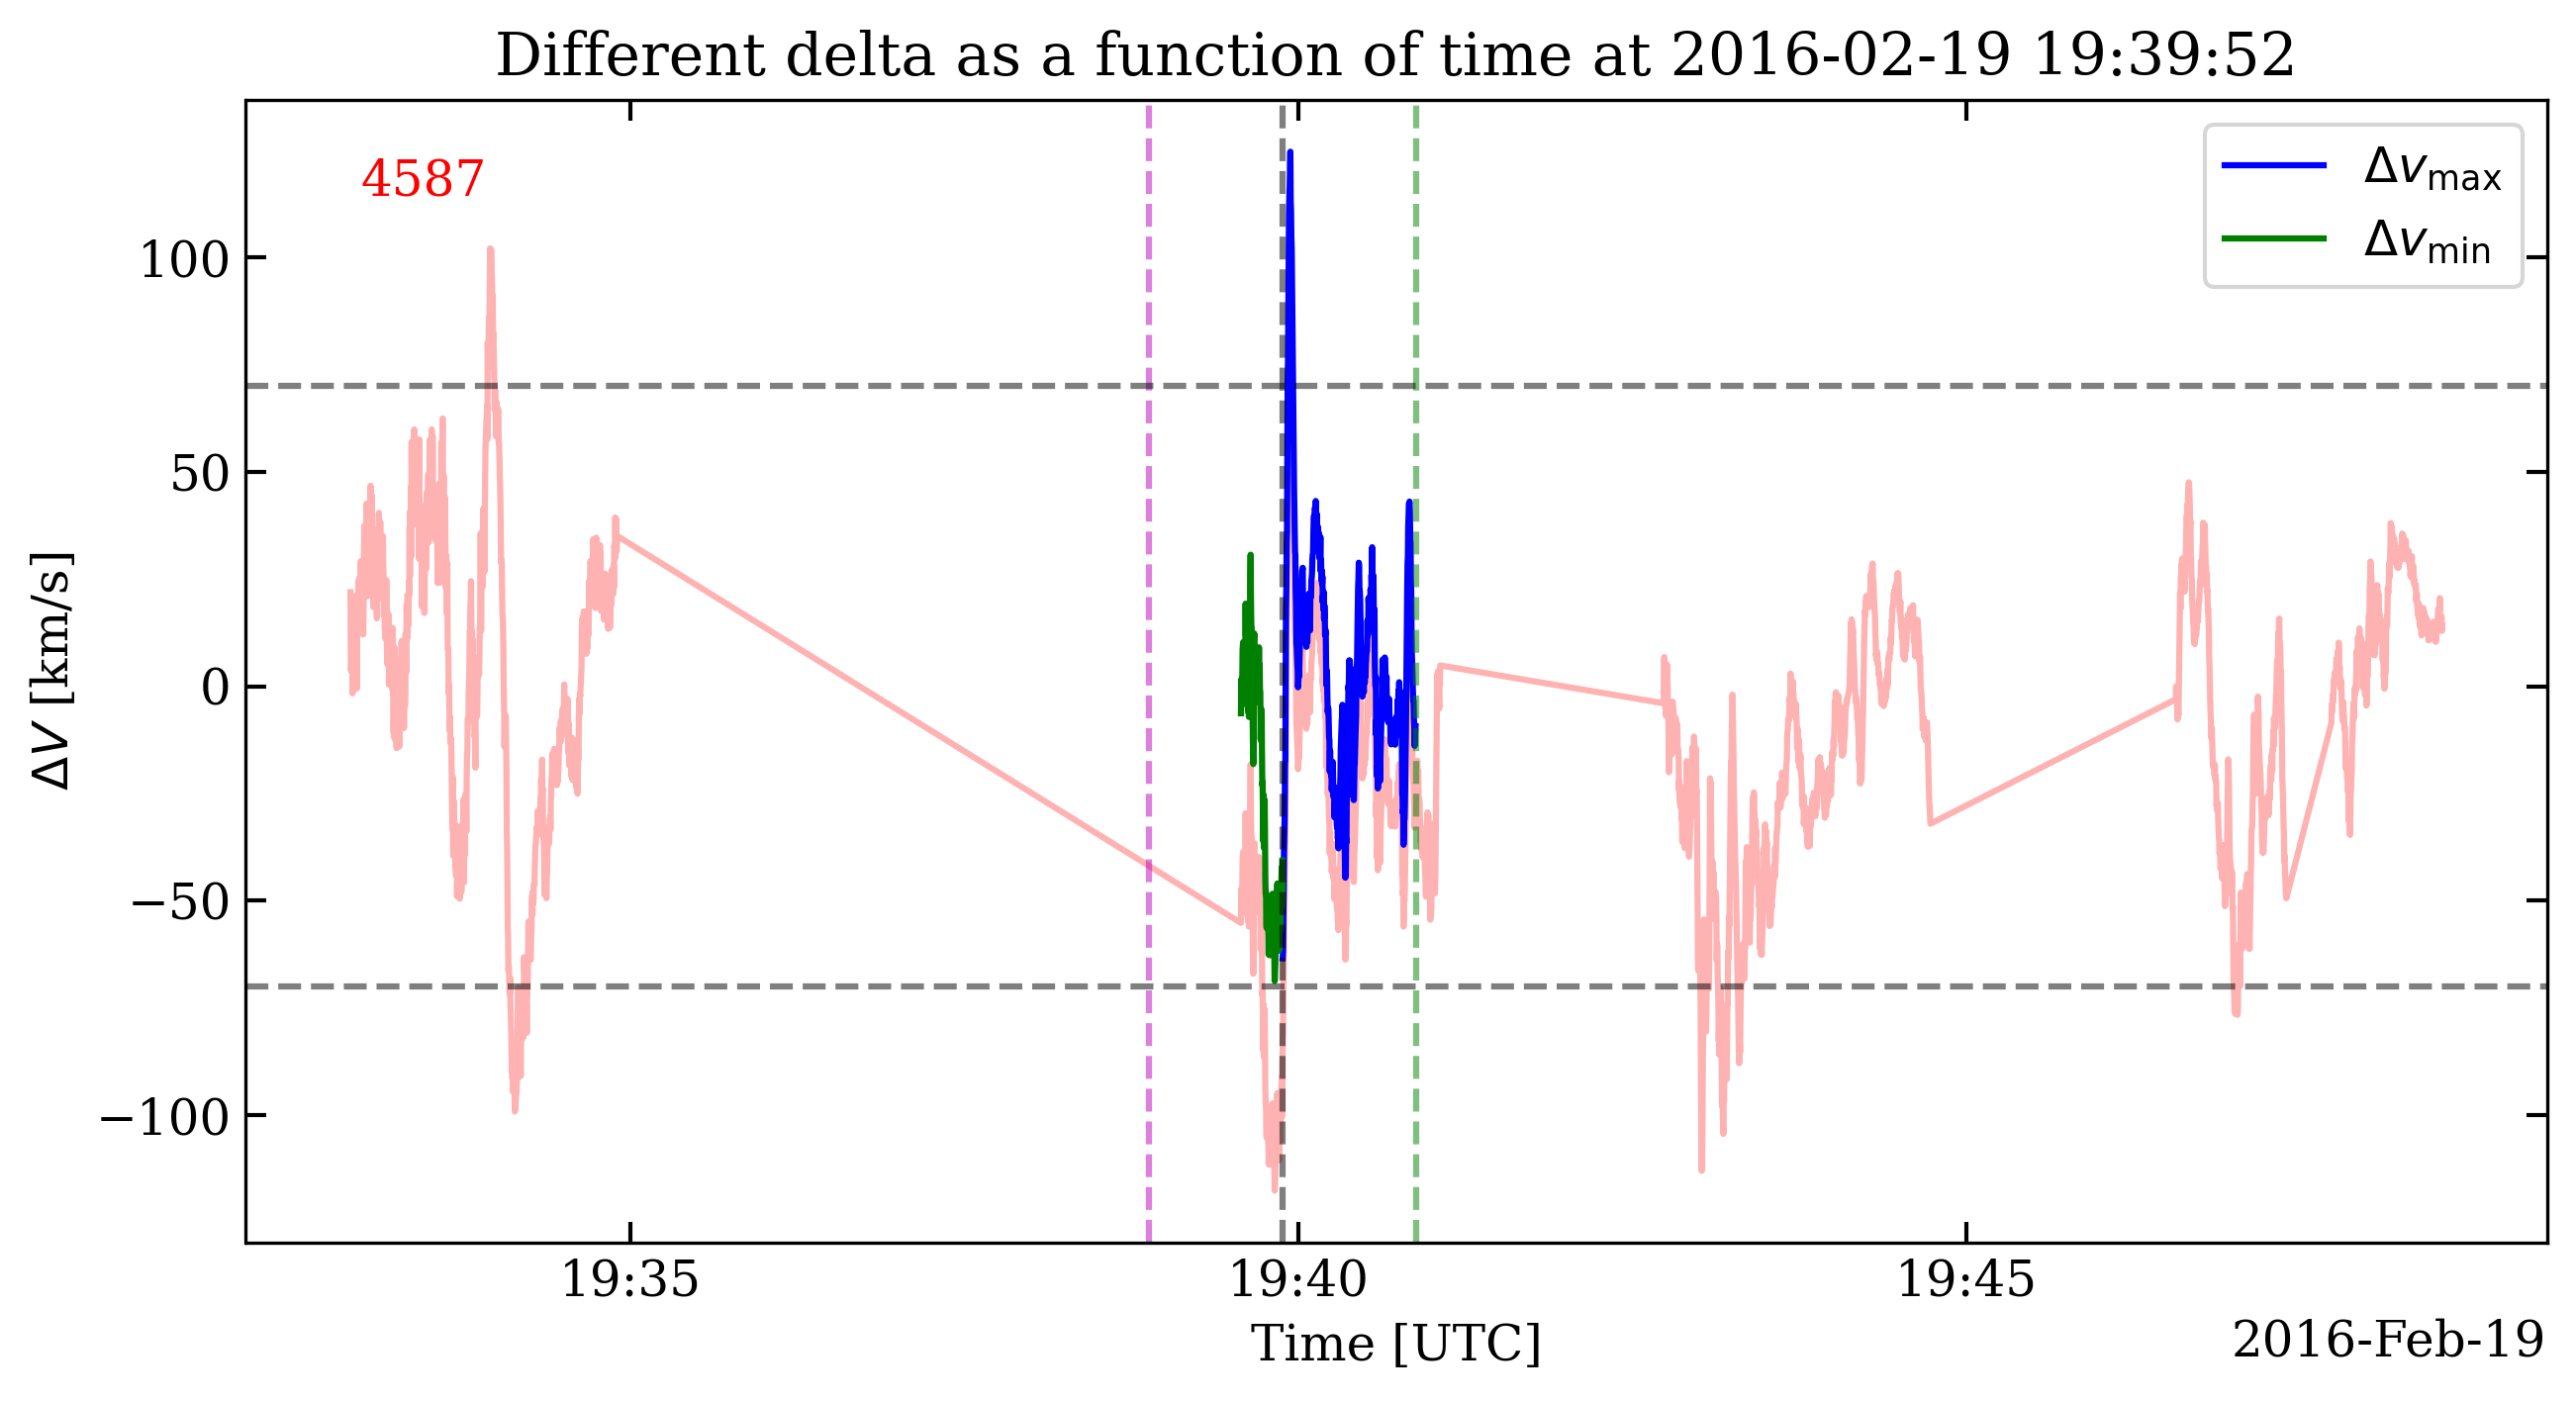 Different delta as a function of time at 2016-02-19 19:39:52
4587
Δv_max
Δv_min
100
50
0
−50
−100
ΔV [km/s]
19:35 19:40 19:45
Time [UTC]
2016-Feb-19